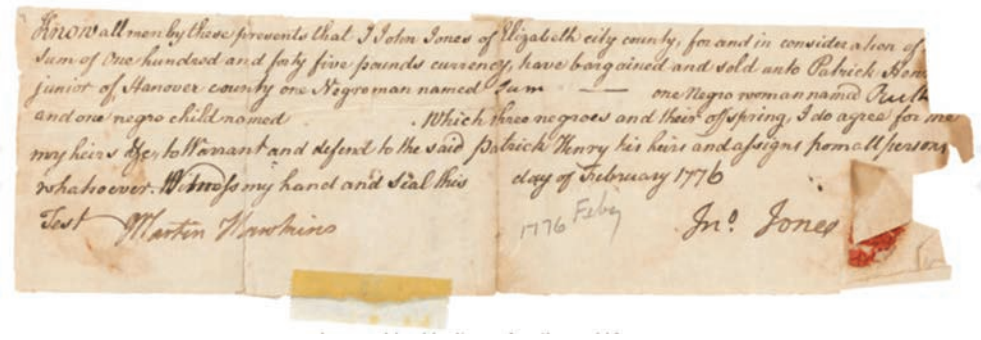 Know all men by these presents that I John Jones of Elizabeth city county, for and in consideration of
Sum of One hundred and forty five pounds currency, have bargained and sold unto Patrick Hen
junior of Hanover county one Negro man named — one Negro woman named
and one negro child named . Which three negroes and their offspring, I do agree for me
my heirs &c, to Warrant and defend to the said Patrick Henry his heirs and assigns from all persons
whatsoever. Witness my hand and Seal this day of February 1776
Test Martin Hawkins
1776 Feby
Jno. Jones